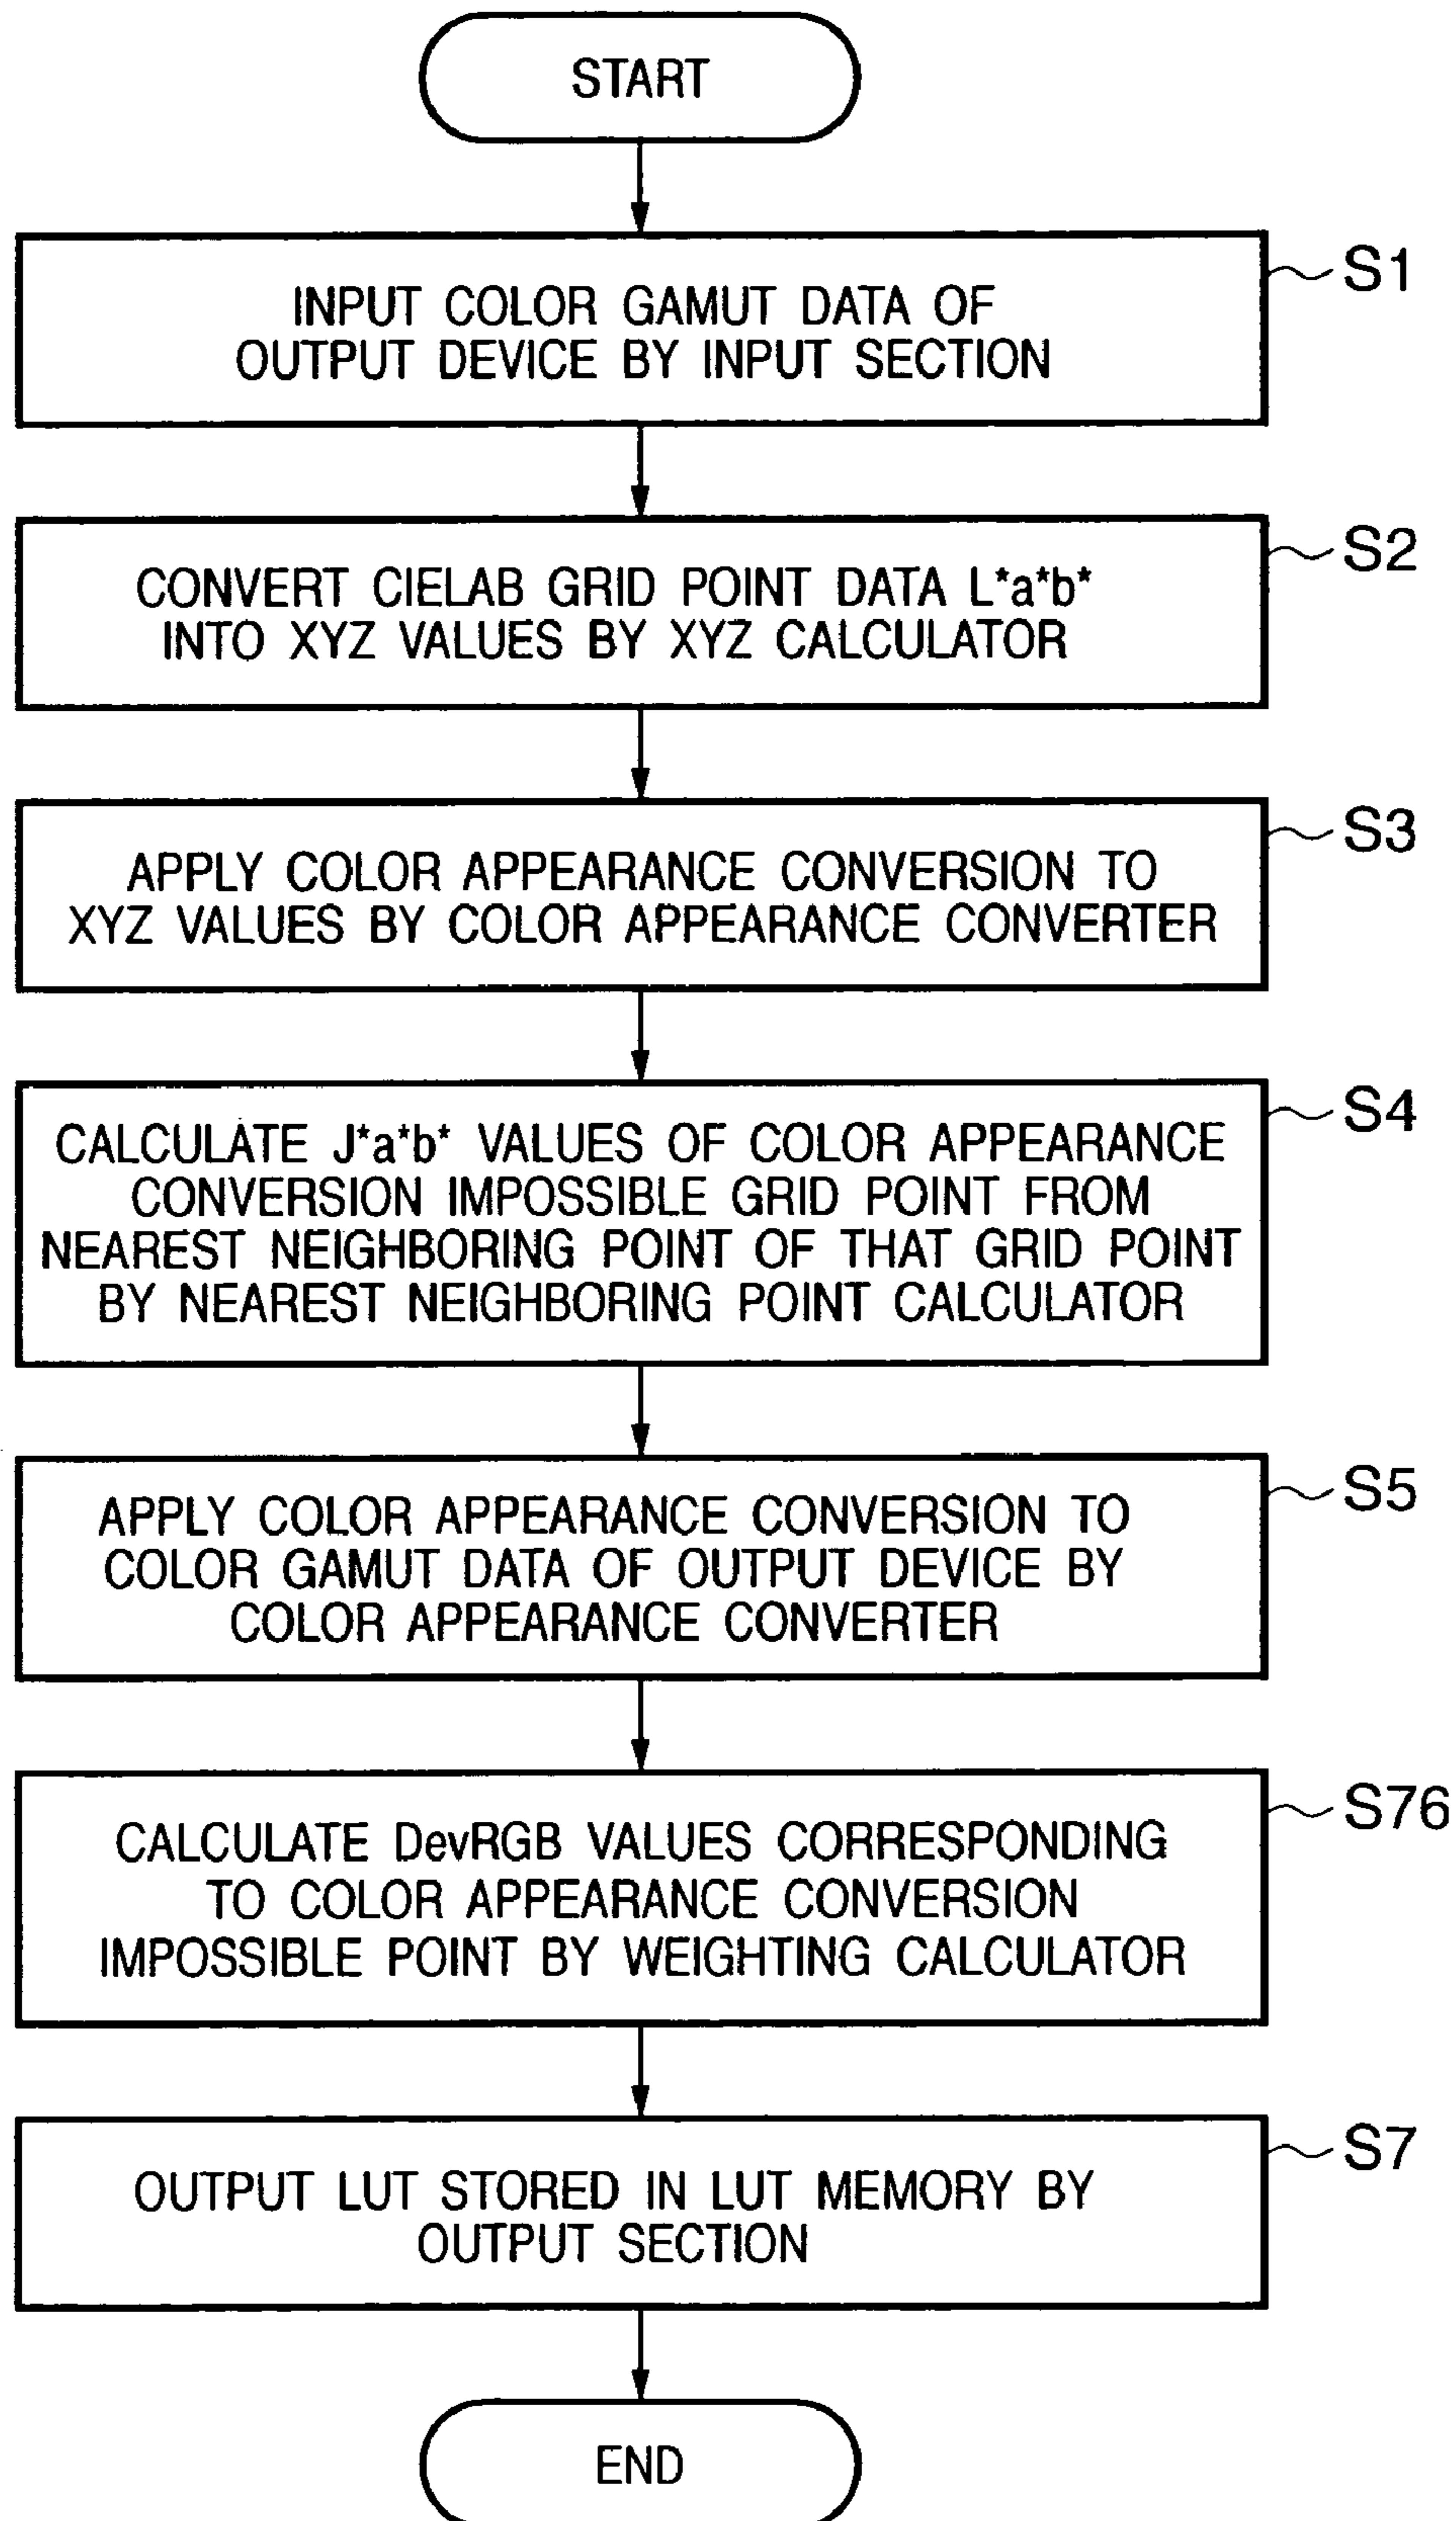 START
INPUT COLOR GAMUT DATA OF
OUTPUT DEVICE BY INPUT SECTION
S1
CONVERT CIELAB GRID POINT DATA L*a*b*
INTO XYZ VALUES BY XYZ CALCULATOR
S2
APPLY COLOR APPEARANCE CONVERSION TO
XYZ VALUES BY COLOR APPEARANCE CONVERTER
S3
CALCULATE J*a*b* VALUES OF COLOR APPEARANCE
CONVERSION IMPOSSIBLE GRID POINT FROM
NEAREST NEIGHBORING POINT OF THAT GRID POINT
BY NEAREST NEIGHBORING POINT CALCULATOR
S4
APPLY COLOR APPEARANCE CONVERSION TO
COLOR GAMUT DATA OF OUTPUT DEVICE BY
COLOR APPEARANCE CONVERTER
S5
CALCULATE DevRGB VALUES CORRESPONDING
TO COLOR APPEARANCE CONVERSION
IMPOSSIBLE POINT BY WEIGHTING CALCULATOR
S76
OUTPUT LUT STORED IN LUT MEMORY BY
OUTPUT SECTION
S7
END